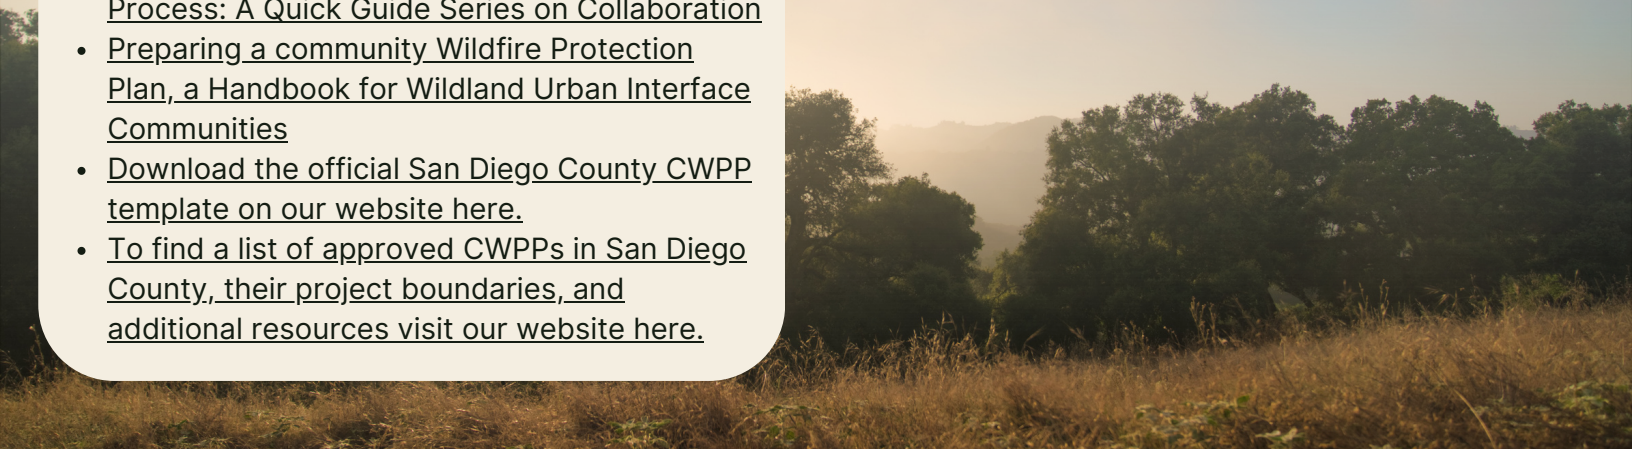 Process: A Quick Guide Series on Collaboration
• Preparing a community Wildfire Protection
Plan, a Handbook for Wildland Urban Interface
Communities
• Download the official San Diego County CWPP
template on our website here.
• To find a list of approved CWPPs in San Diego
County, their project boundaries, and
additional resources visit our website here.